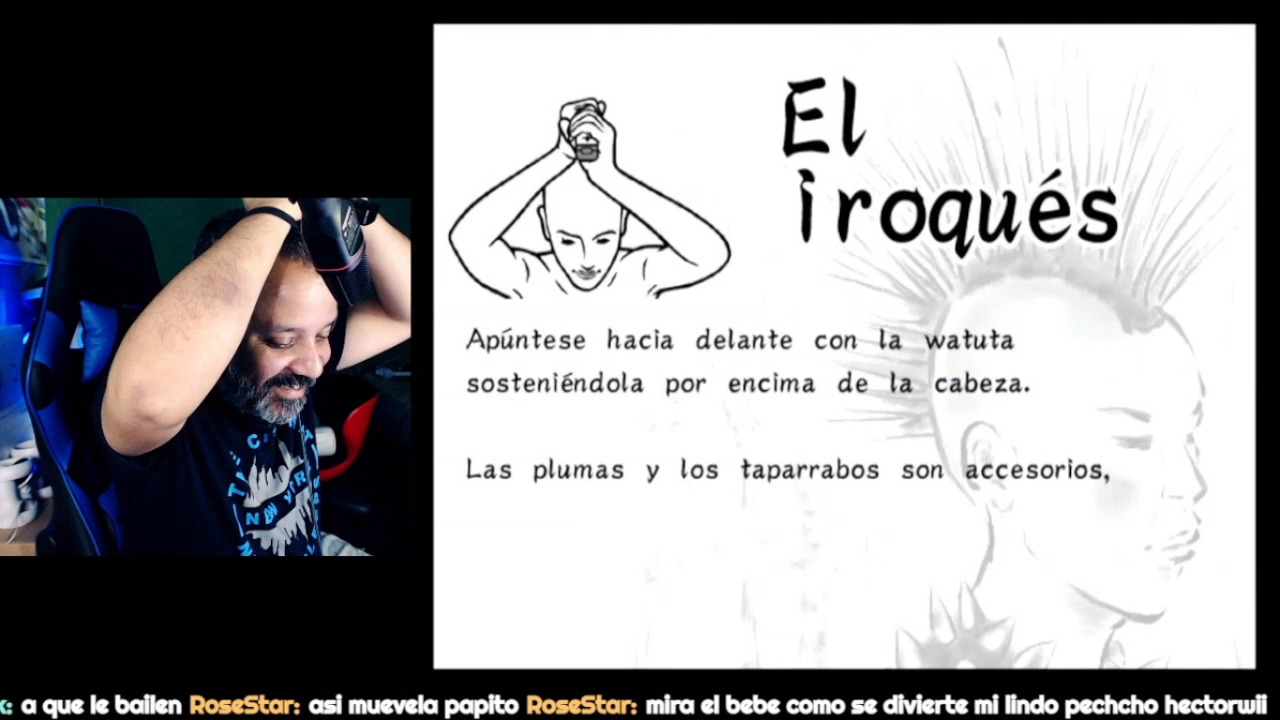 El
iroqués
Apúntese hacia delante con la watuta
sosteniéndola por encima de la cabeza.
Las plumas y los taparrabos son accesorios,
a que le bailen RoseStar: asi muevela papito RoseStar: mira el bebe como se divierte mi lindo pechcho hectorwii